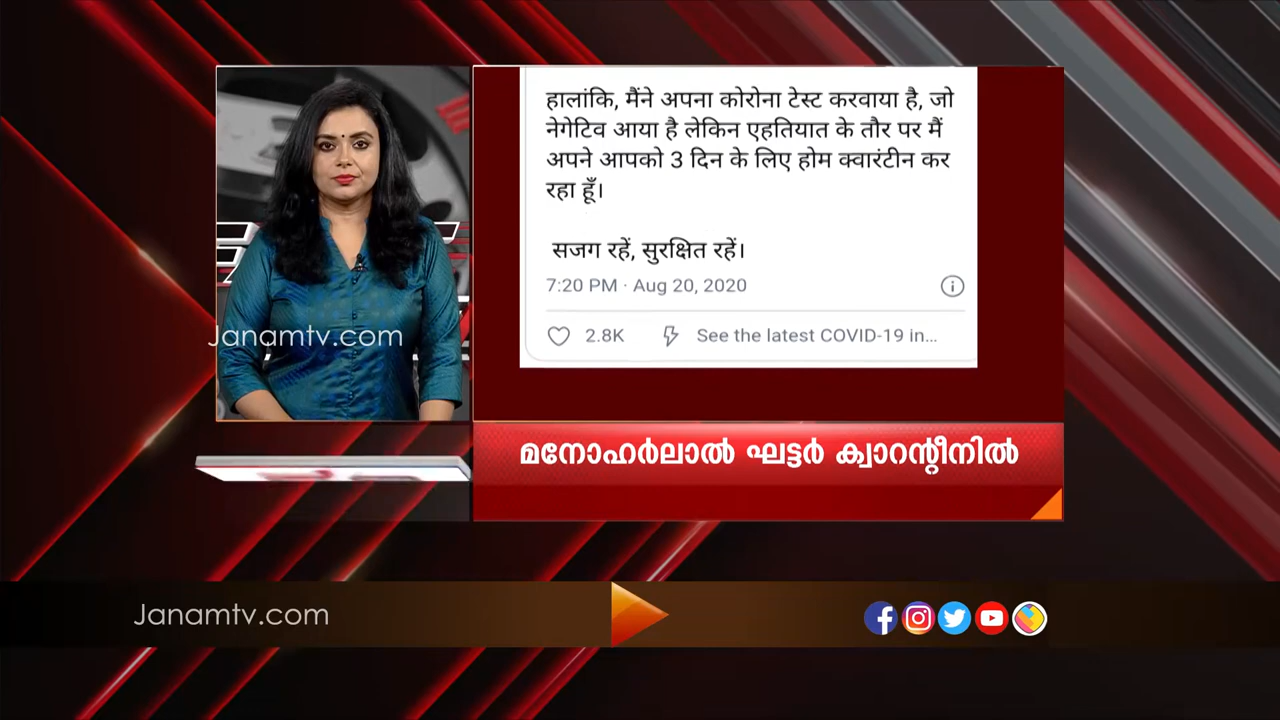 हालांकि, मैंने अपना कोरोना टेस्ट करवाया है, जो
नेगेटिव आया है लेकिन एहतियात के तौर पर मैं
अपने आपको 3 दिन के लिए होम क्वारंटीन कर
रहा हूँ।
सजग रहें, सुरक्षित रहें।
7:20 PM · Aug 20, 2020
2.8K See the latest COVID-19 in...
Janamtv.com
മനോഹർലാൽ ഘട്ടർ ക്വാറന്റീനിൽ
Janamtv.com